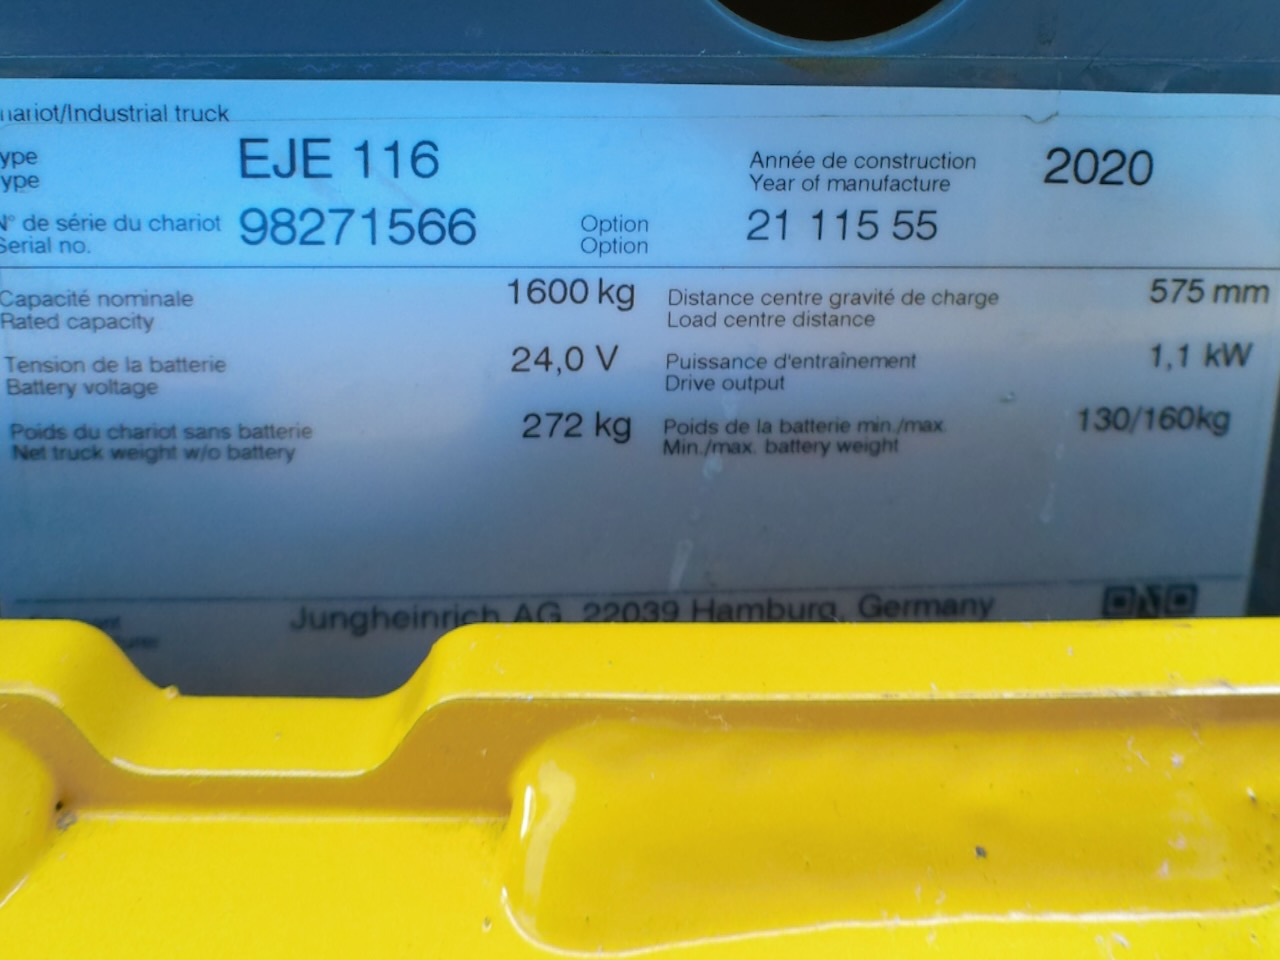 hariot/Industrial truck
ype EJE 116 Année de construction 2020
ype Year of manufacture
N° de série du chariot 98271566 Option 21 115 55
Serial no. Option
Capacité nominale 1600 kg Distance centre gravité de charge 575 mm
Rated capacity Load centre distance
Tension de la batterie 24,0 V Puissance d'entraînement 1,1 kW
Battery voltage Drive output
Poids du chariot sans batterie 272 kg Poids de la batterie min./max. 130/160kg
Net truck weight w/o battery Min./max. battery weight
Jungheinrich AG, 22039 Hamburg, Germany